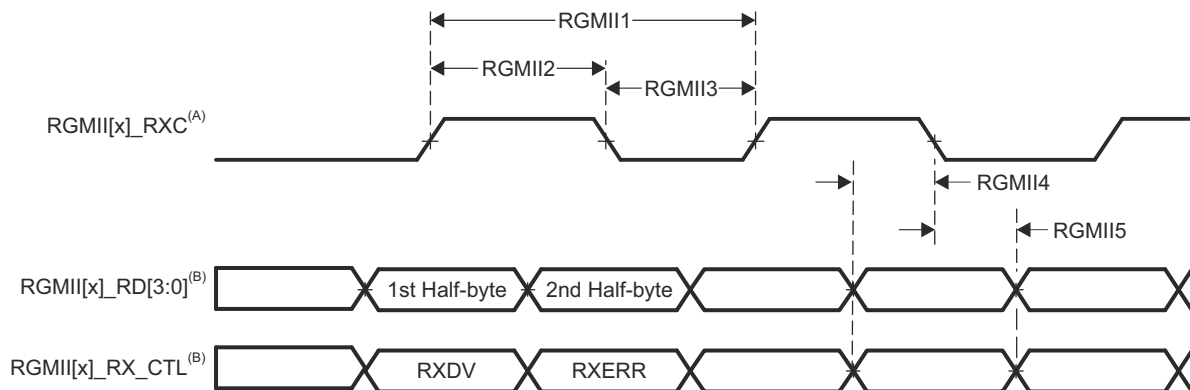 RGMII1
RGMII2
RGMII3
RGMII[x]_RXC(A)
RGMII4
RGMII5
RGMII[x]_RD[3:0](B) 1st Half-byte 2nd Half-byte
RGMII[x]_RX_CTL(B) RXDV RXERR